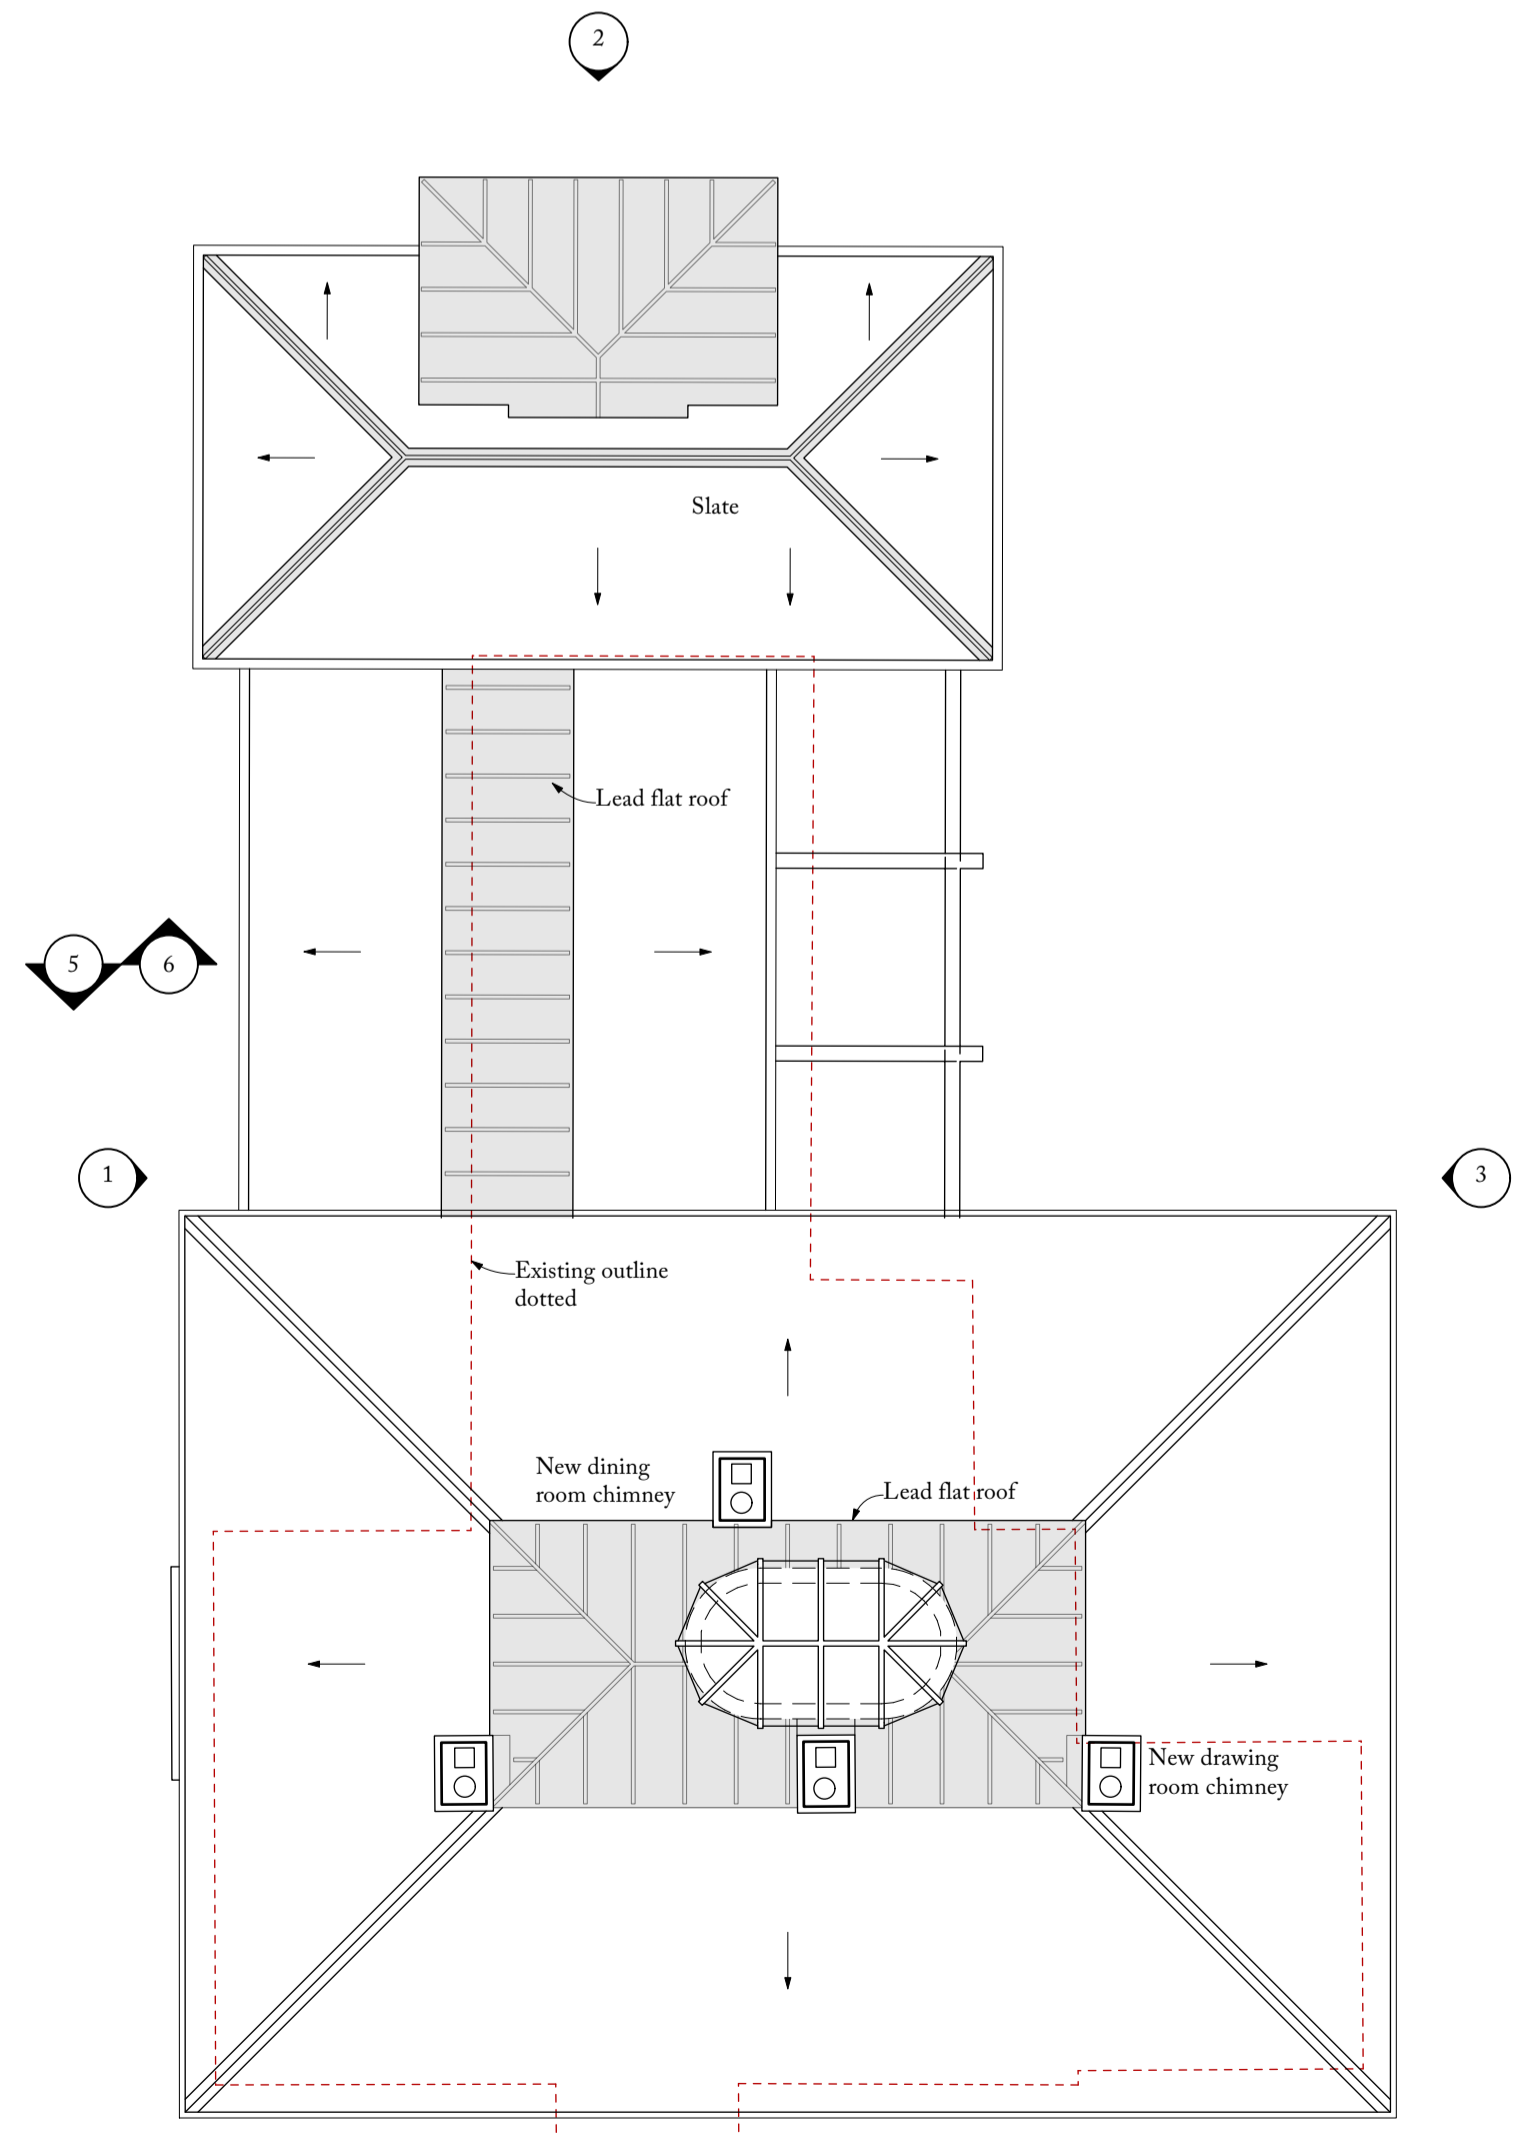 2
Slate
Lead flat roof
5
6
1
3
Existing outline
dotted
New dining
room chimney
Lead flat roof
New drawing
room chimney